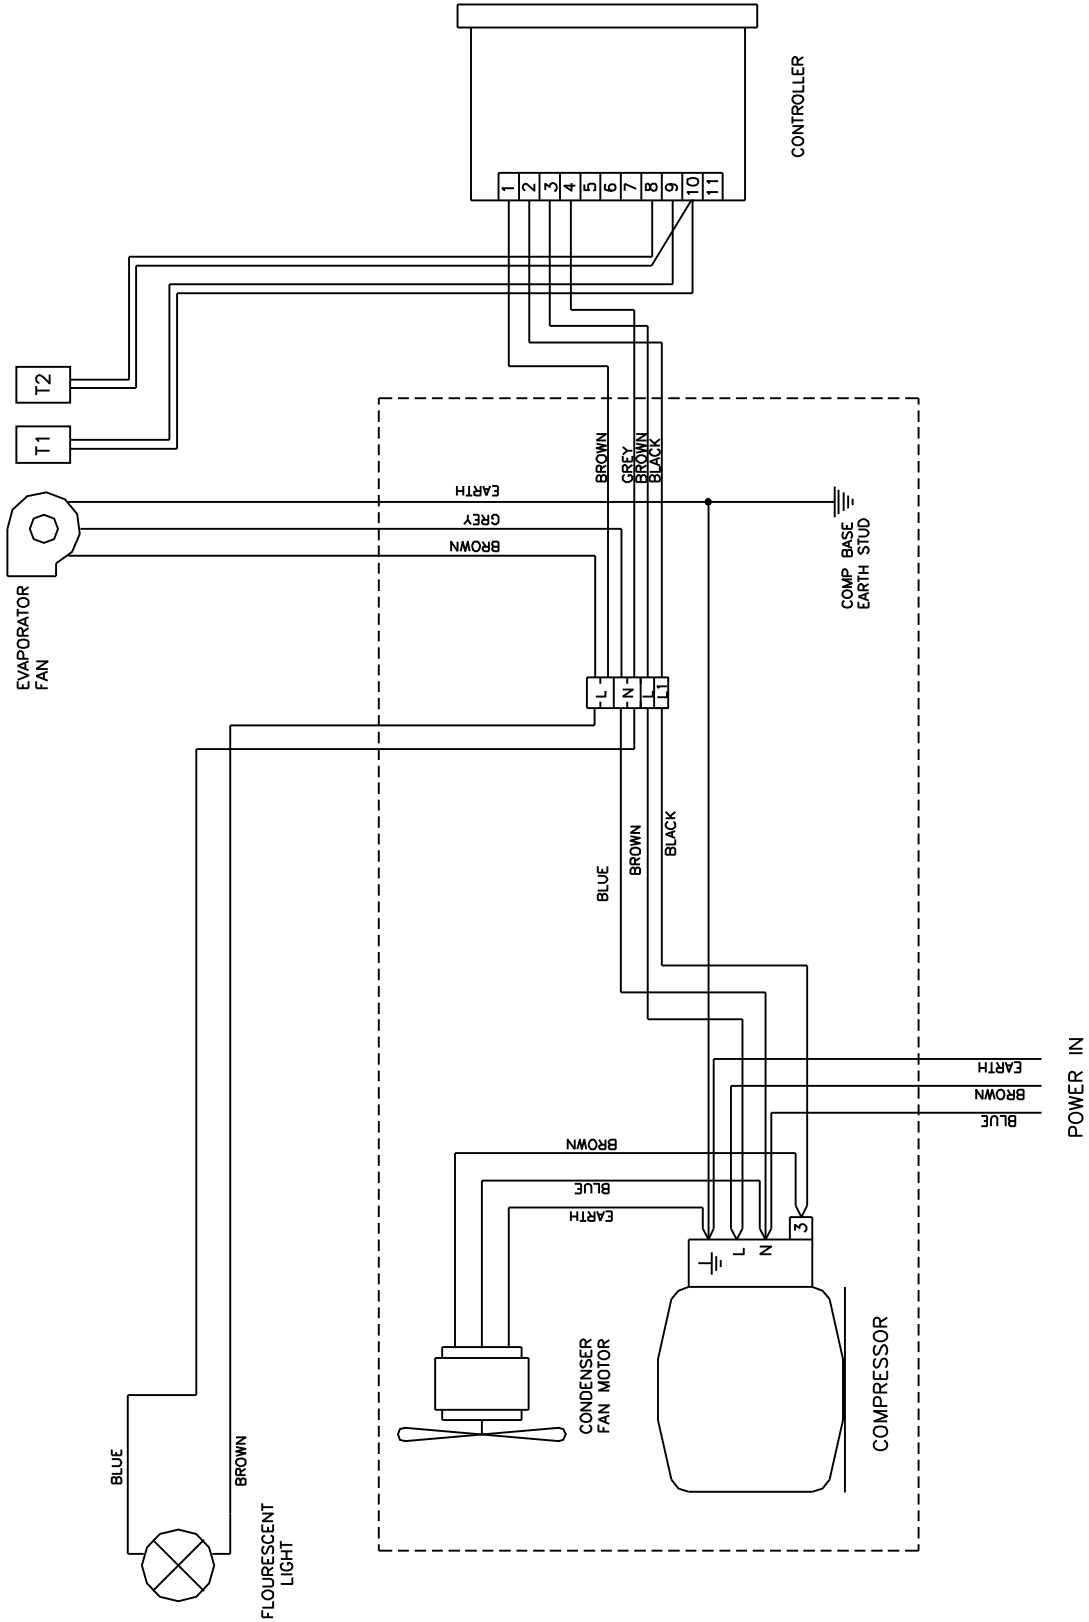 CONTROLLER
1
2
3
4
5
6
7
8
9
10
11
T2
T1
EVAPORATOR
FAN
EARTH
GREY
BROWN
BROWN
GREY
BROWN
BLACK
COMP BASE
EARTH STUD
L
N
L
L1
BLUE
BROWN
BLACK
EARTH
BROWN
BLUE
POWER IN
BROWN
BLUE
EARTH
L
N
3
CONDENSER
FAN MOTOR
COMPRESSOR
BLUE
BROWN
FLOURESCENT
LIGHT